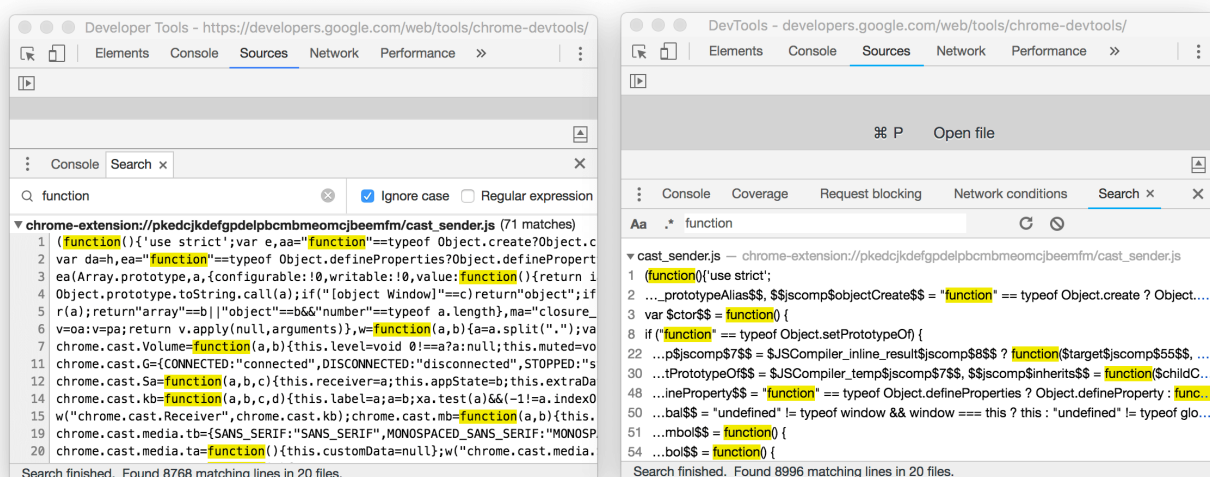 Developer Tools - https://developers.google.com/web/tools/chrome-devtools/
Elements Console Sources Network Performance »
Console Search ×
function Ignore case Regular expression
chrome-extension://pkedcjkdefgpdelpbcmbmeomcjbeemfm/cast_sender.js (71 matches)
1 (function(){'use strict';var e,aa="function"==typeof Object.create?Object.c
2 var da=h,ea="function"==typeof Object.defineProperties?Object.definePropert
3 ea(Array.prototype,a,{configurable:!0,writable:!0,value:function(){return i
4 Object.prototype.toString.call(a);if("[object Window]"==c)return"object";if
5 r(a);return"array"==b||"object"==b&&"number"==typeof a.length},ma="closure_
6 v=oa:v=pa;return v.apply(null,arguments)},w=function(a,b){a=a.split(".");va
7 chrome.cast.Volume=function(a,b){this.level=void 0!==a?a:null;this.muted=vo
11 chrome.cast.G={CONNECTED:"connected",DISCONNECTED:"disconnected",STOPPED:"s
12 chrome.cast.Sa=function(a,b,c){this.receiver=a;this.appState=b;this.extraDa
14 chrome.cast.kb=function(a,b,c,d){this.label=a;a=b;xa.test(a)&&(-1!=a.indexO
15 w("chrome.cast.Receiver",chrome.cast.kb);chrome.cast.mb=function(a,b){this.
19 chrome.cast.media.tb={SANS_SERIF:"SANS_SERIF",MONOSPACED_SANS_SERIF:"MONOSP
20 chrome.cast.media.ta=function(){this.customData=null};w("chrome.cast.media.
Search finished. Found 8768 matching lines in 20 files.
DevTools - developers.google.com/web/tools/chrome-devtools/
Elements Console Sources Network Performance »
⌘ P Open file
Console Coverage Request blocking Network conditions Search ×
Aa .* function
cast_sender.js — chrome-extension://pkedcjkdefgpdelpbcmbmeomcjbeemfm/cast_sender.js
1 (function(){'use strict';
2 …_prototypeAlias$$, $$jscomp$objectCreate$$ = "function" == typeof Object.create ? Object.…
3 var $ctor$$ = function() {
8 if ("function" == typeof Object.setPrototypeOf) {
22 …p$jscomp$7$$ = $JSCompiler_inline_result$jscomp$8$$ ? function($target$jscomp$55$$, …
30 …tPrototypeOf$$ = $JSCompiler_temp$jscomp$7$$, $$jscomp$inherits$$ = function($childC…
48 …ineProperty$$ = "function" == typeof Object.defineProperties ? Object.defineProperty : func…
50 …bal$$ = "undefined" != typeof window && window === this ? this : "undefined" != typeof glo…
51 …mbol$$ = function() {
54 …bol$$ = function() {
Search finished. Found 8996 matching lines in 20 files.